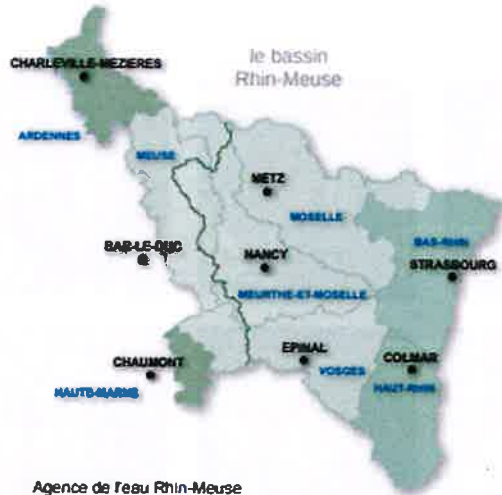 le bassin
Rhin-Meuse
CHARLEVILLE-MEZIERES
ARDENNES
MEUSE
METZ
MOSELLE
BAS-RHIN
BAR-LE-DUC
NANCY
STRASBOURG
MEURTHE-ET-MOSELLE
EPINAL
CHAUMONT
VOSGES
COLMAR
HAUTE-MARNE
HAUT-RHIN
Agence de l'eau Rhin-Meuse